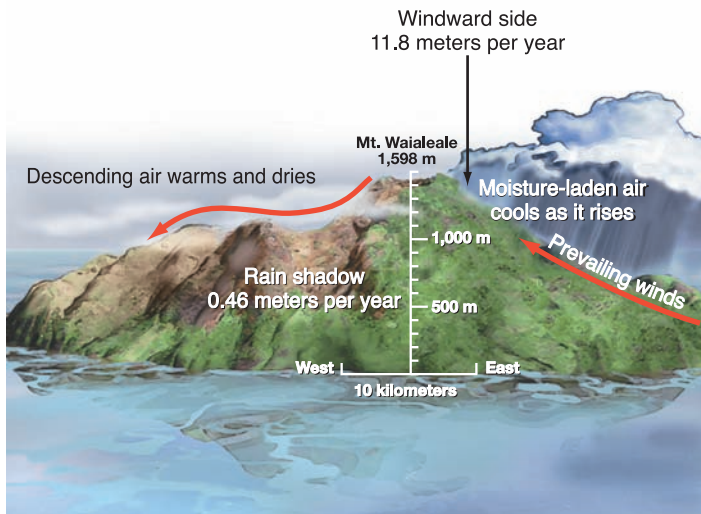 Windward side
11.8 meters per year
Mt. Waialeale
1,598 m
Descending air warms and dries
Moisture-laden air
cools as it rises
1,000 m
Prevailing winds
Rain shadow
0.46 meters per year
500 m
West
East
10 kilometers